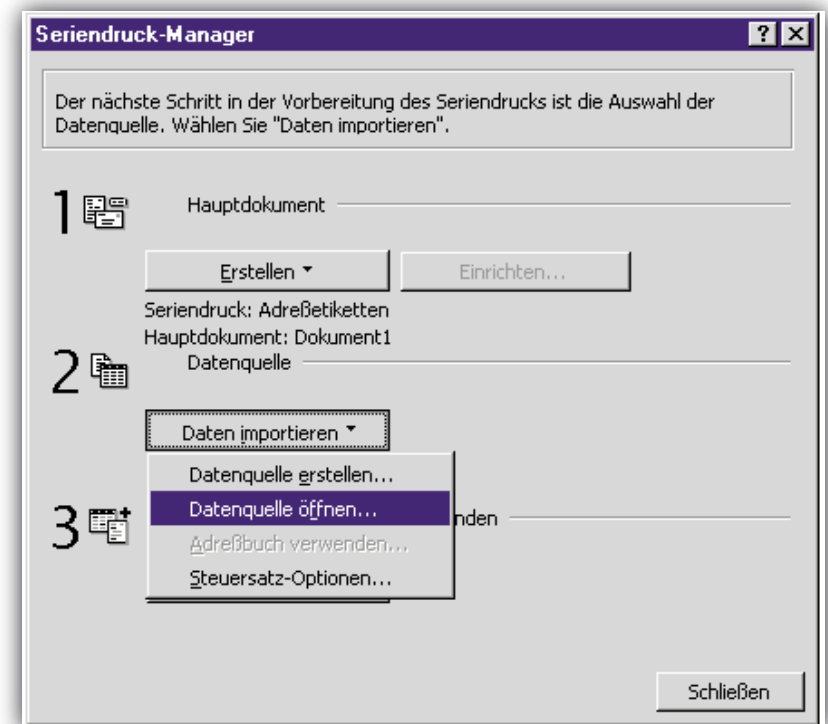 Seriendruck-Manager
Der nächste Schritt in der Vorbereitung des Seriendrucks ist die Auswahl der
Datenquelle. Wählen Sie "Daten importieren".
1 Hauptdokument
Erstellen
Einrichten...
Seriendruck: Adreßetiketten
Hauptdokument: Dokument1
2 Datenquelle
Daten importieren
Datenquelle erstellen...
Datenquelle öffnen...
Adreßbuch verwenden...
Steuersatz-Optionen...
3 nden
Schließen